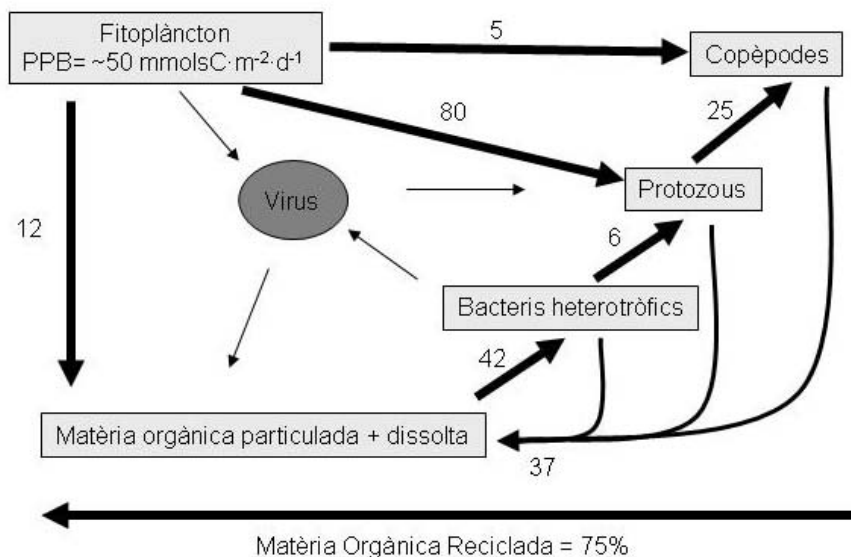 Fitoplàncton
PPB= ~50 mmolsC·m⁻²·d⁻¹
5
Copèpodes
80
25
Virus
Protozous
12
6
Bacteris heterotròfics
42
Matèria orgànica particulada + dissolta
37
Matèria Orgànica Reciclada = 75%